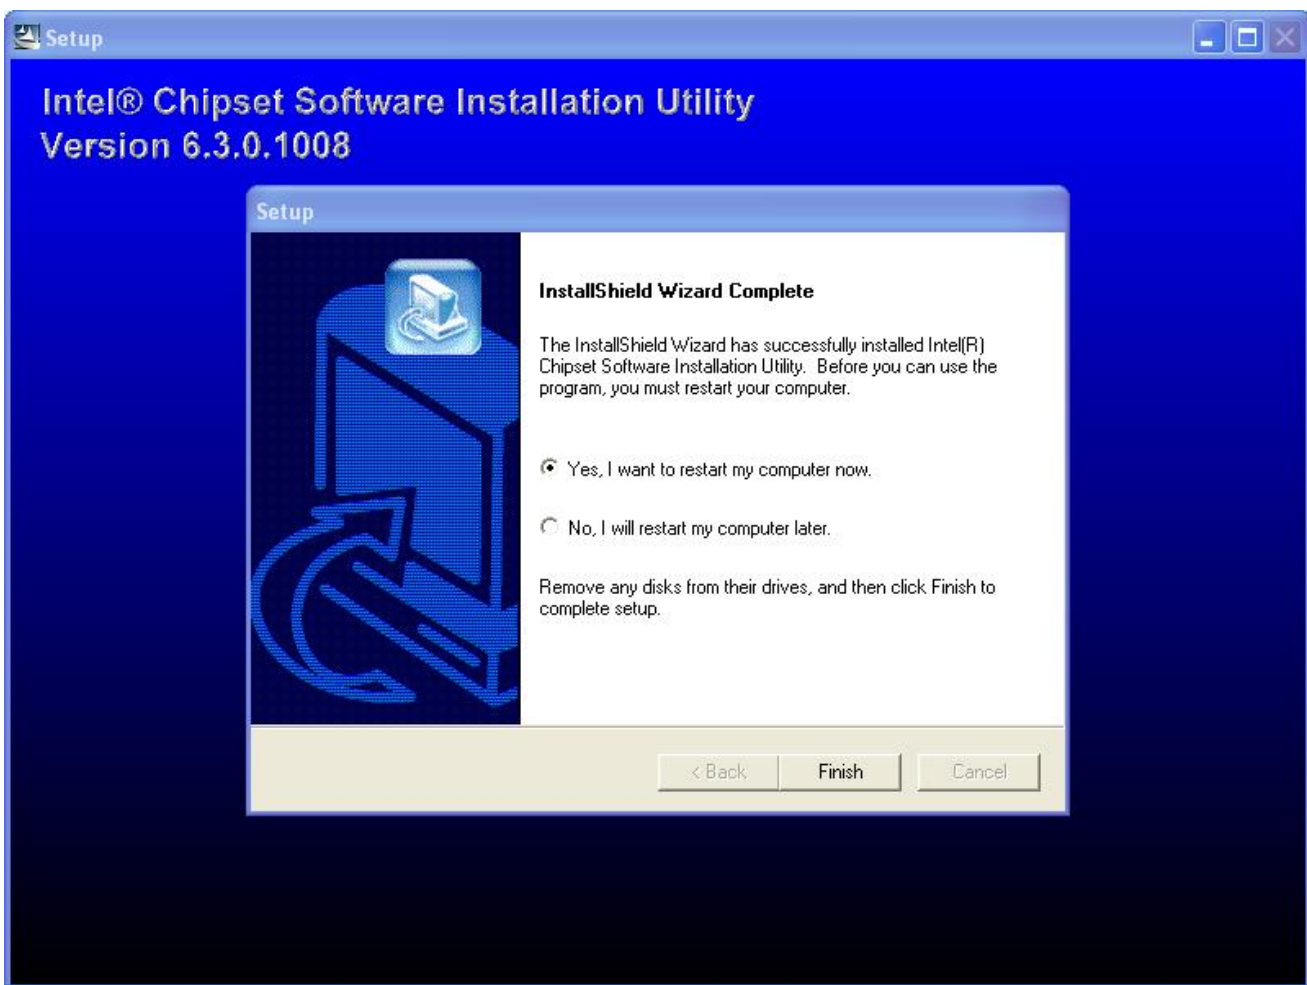 Setup
Intel® Chipset Software Installation Utility
Version 6.3.0.1008
Setup
InstallShield Wizard Complete
The InstallShield Wizard has successfully installed Intel(R)
Chipset Software Installation Utility.  Before you can use the
program, you must restart your computer.
Yes, I want to restart my computer now.
No, I will restart my computer later.
Remove any disks from their drives, and then click Finish to
complete setup.
< Back
Finish
Cancel